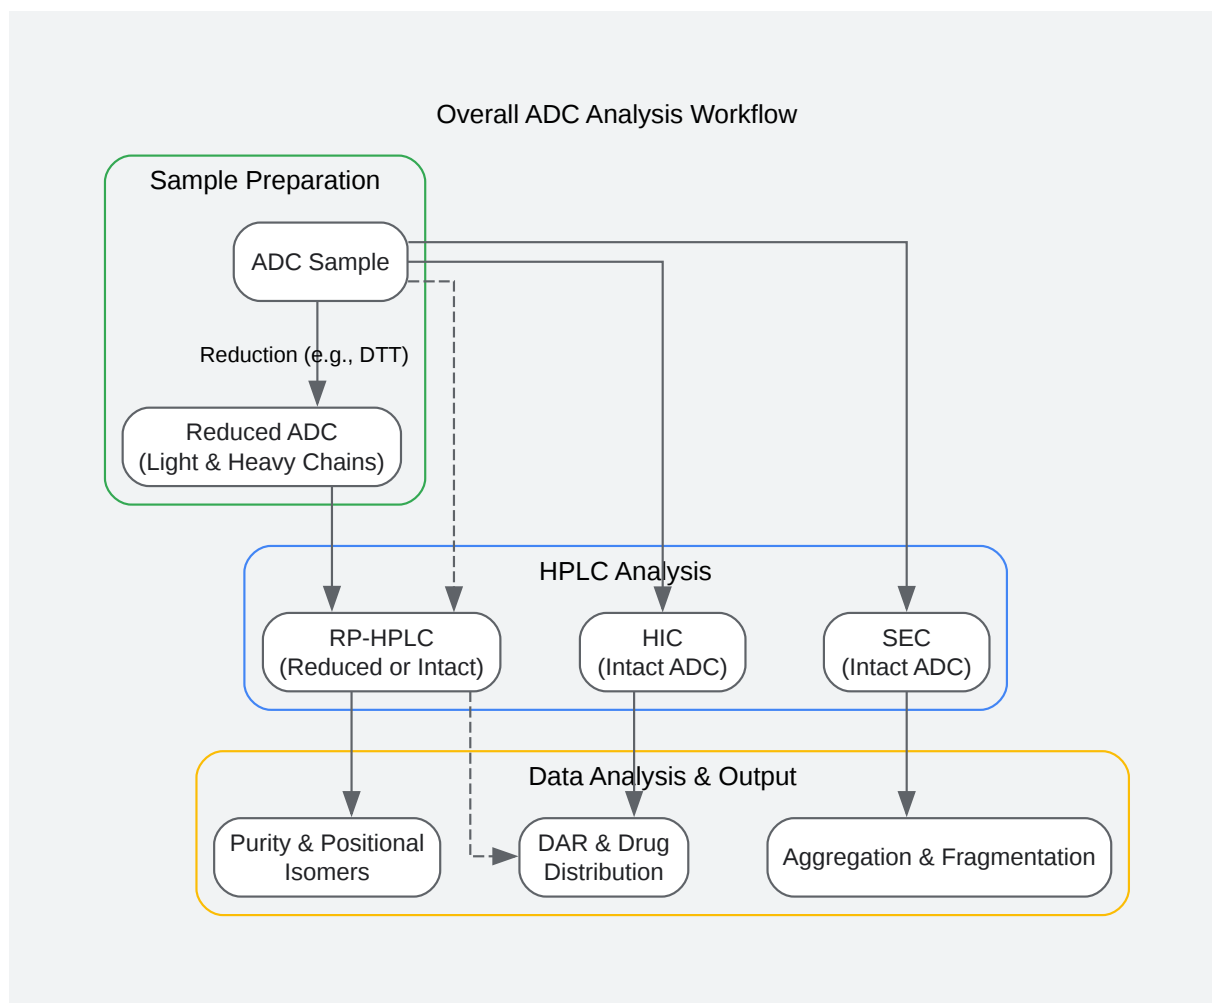 Overall ADC Analysis Workflow
Sample Preparation
ADC Sample
Reduction (e.g., DTT)
Reduced ADC
(Light & Heavy Chains)
HPLC Analysis
RP-HPLC
(Reduced or Intact)
HIC
(Intact ADC)
SEC
(Intact ADC)
Data Analysis & Output
Purity & Positional
Isomers
DAR & Drug
Distribution
Aggregation & Fragmentation